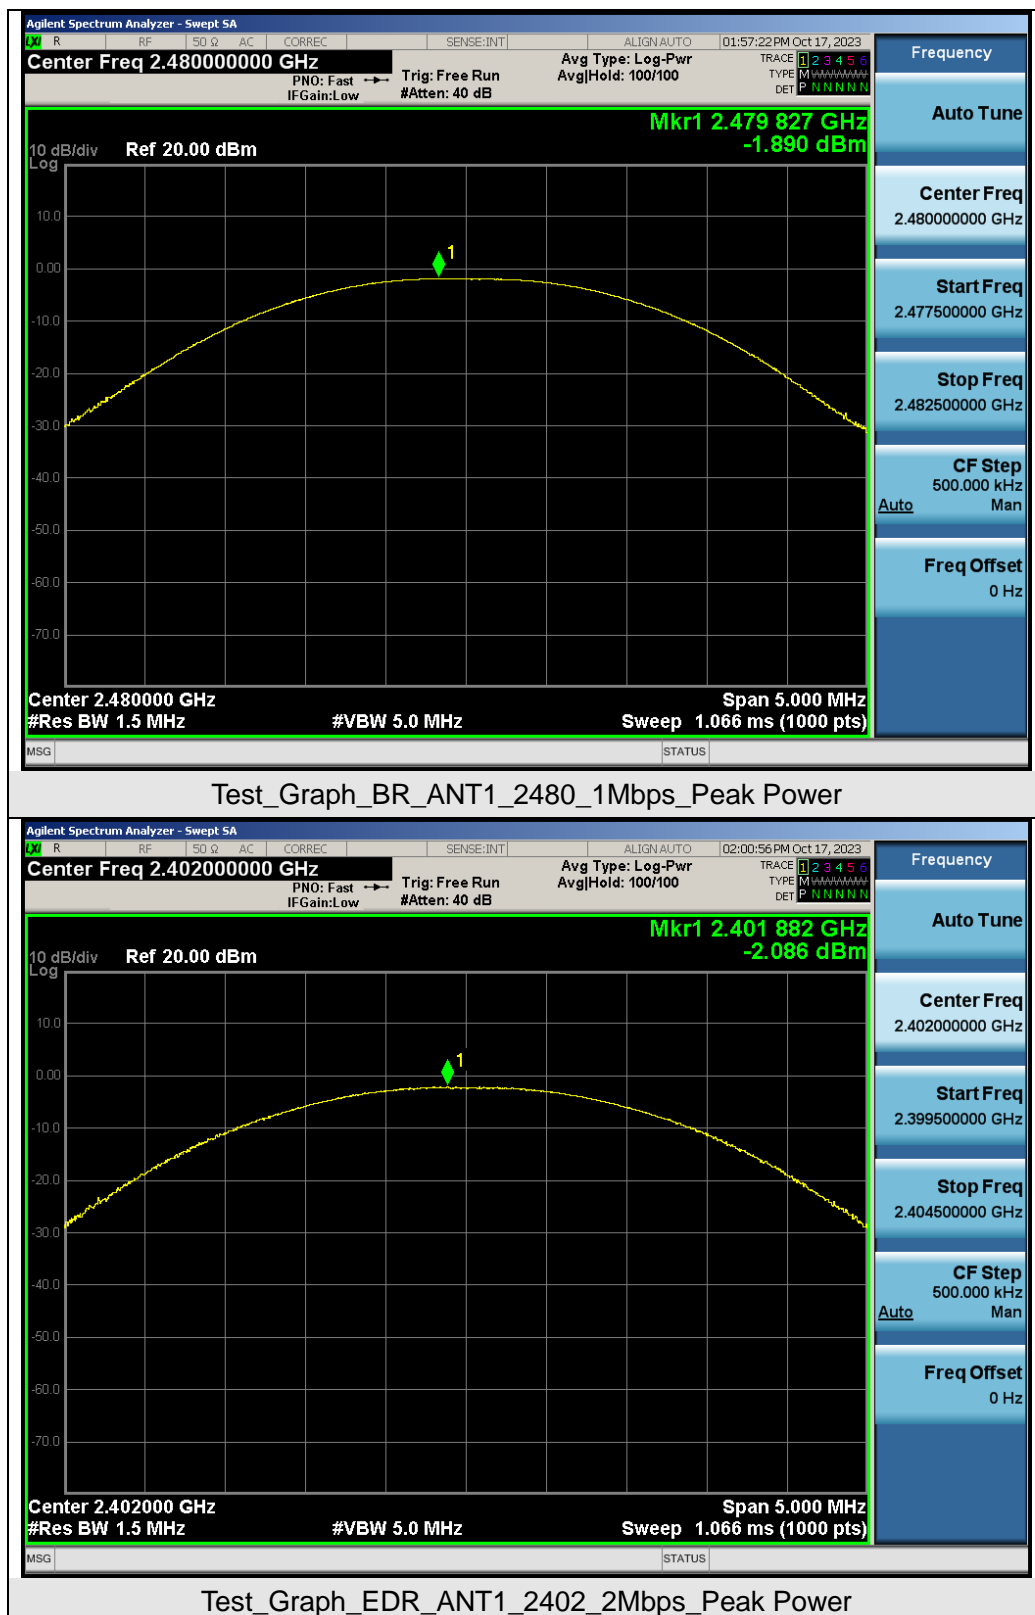 Agilent Spectrum Analyzer - Swept SA
LXI R RF 50 Ω AC CORREC SENSE:INT ALIGN AUTO 01:57:22 PM Oct 17, 2023
Center Freq 2.480000000 GHz
PNO: Fast
IFGain:Low
Trig: Free Run
#Atten: 40 dB
Avg Type: Log-Pwr
Avg|Hold: 100/100
TRACE 1 2 3 4 5 6
TYPE M WWWWW
DET P N N N N N
Mkr1 2.479 827 GHz
-1.890 dBm
10 dB/div Ref 20.00 dBm
Log
10.0
0.00
-10.0
-20.0
-30.0
-40.0
-50.0
-60.0
-70.0
1
Center 2.480000 GHz Span 5.000 MHz
#Res BW 1.5 MHz #VBW 5.0 MHz Sweep 1.066 ms (1000 pts)
MSG STATUS
Frequency
Auto Tune
Center Freq
2.480000000 GHz
Start Freq
2.477500000 GHz
Stop Freq
2.482500000 GHz
CF Step
500.000 kHz
Auto Man
Freq Offset
0 Hz
Test_Graph_BR_ANT1_2480_1Mbps_Peak Power
Agilent Spectrum Analyzer - Swept SA
LXI R RF 50 Ω AC CORREC SENSE:INT ALIGN AUTO 02:00:56 PM Oct 17, 2023
Center Freq 2.402000000 GHz
PNO: Fast
IFGain:Low
Trig: Free Run
#Atten: 40 dB
Avg Type: Log-Pwr
Avg|Hold: 100/100
TRACE 1 2 3 4 5 6
TYPE M WWWWW
DET P N N N N N
Mkr1 2.401 882 GHz
-2.086 dBm
10 dB/div Ref 20.00 dBm
Log
10.0
0.00
-10.0
-20.0
-30.0
-40.0
-50.0
-60.0
-70.0
1
Center 2.402000 GHz Span 5.000 MHz
#Res BW 1.5 MHz #VBW 5.0 MHz Sweep 1.066 ms (1000 pts)
MSG STATUS
Frequency
Auto Tune
Center Freq
2.402000000 GHz
Start Freq
2.399500000 GHz
Stop Freq
2.404500000 GHz
CF Step
500.000 kHz
Auto Man
Freq Offset
0 Hz
Test_Graph_EDR_ANT1_2402_2Mbps_Peak Power